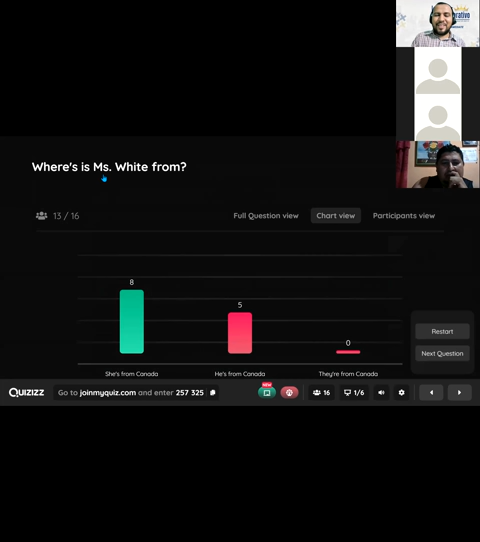 Where's is Ms. White from?
13 / 16
Full Question view
Chart view
Participants view
8
5
0
She's from Canada
He's from Canada
They're from Canada
Restart
Next Question
QUIZIZZ
Go to joinmyquiz.com and enter 257 325
NEW
16
1/6